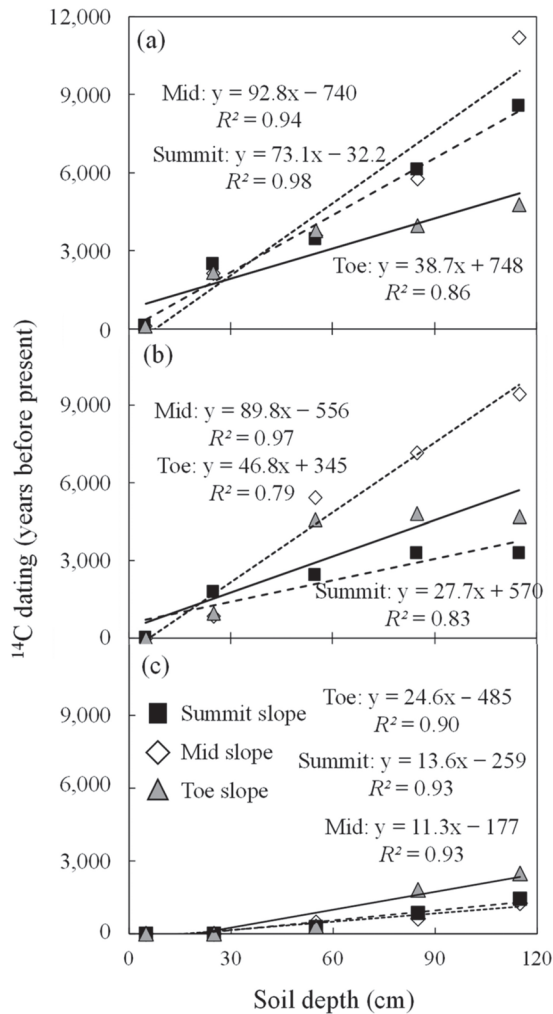 12,000
(a)
9,000
Mid: y = 92.8x − 740
R² = 0.94
Summit: y = 73.1x − 32.2
R² = 0.98
6,000
3,000
Toe: y = 38.7x + 748
R² = 0.86
0
(b)
9,000
Mid: y = 89.8x − 556
R² = 0.97
Toe: y = 46.8x + 345
R² = 0.79
6,000
3,000
Summit: y = 27.7x + 570
R² = 0.83
0
(c)
9,000
Toe: y = 24.6x − 485
R² = 0.90
Summit slope
Mid slope
Toe slope
Summit: y = 13.6x − 259
R² = 0.93
6,000
Mid: y = 11.3x − 177
R² = 0.93
3,000
0
0 30 60 90 120
Soil depth (cm)
¹⁴C dating (years before present)